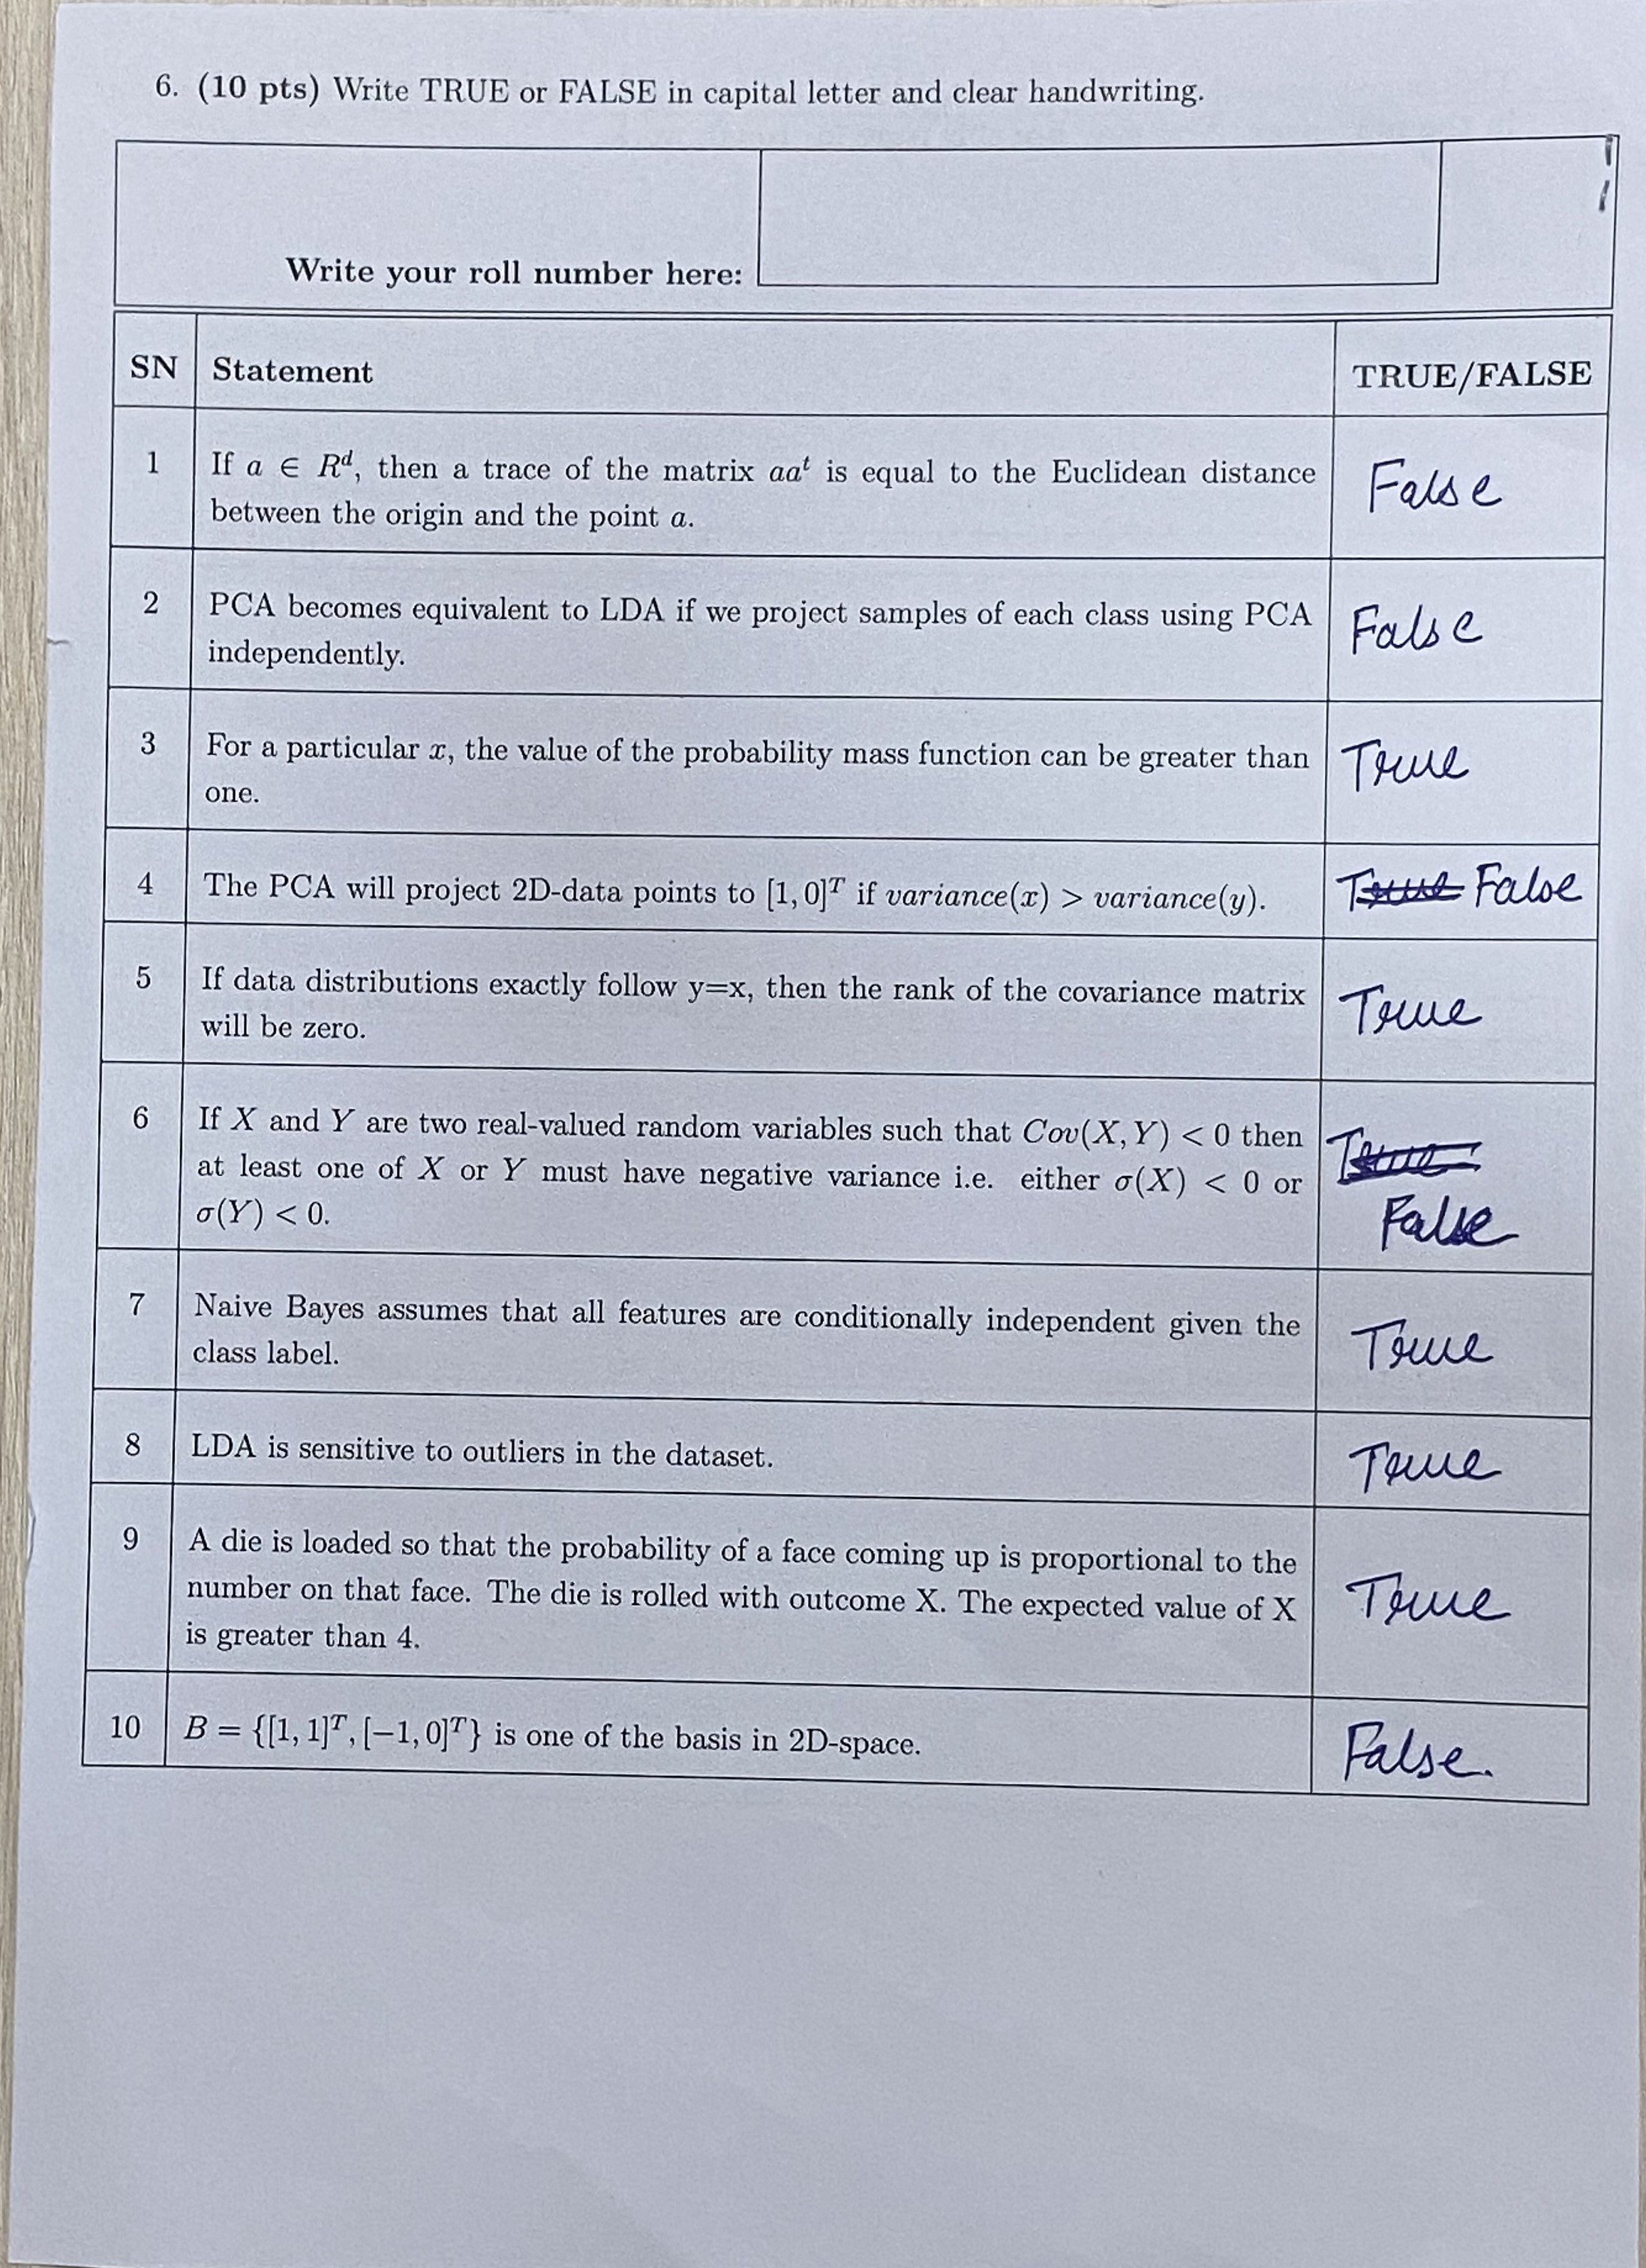 6. (10 pts) Write TRUE or FALSE in capital letter and clear handwriting.
Write your roll number here:
SN Statement TRUE/FALSE
1 If a ∈ R^d, then a trace of the matrix aa^t is equal to the Euclidean distance
between the origin and the point a.
False
2 PCA becomes equivalent to LDA if we project samples of each class using PCA
independently.
False
3 For a particular x, the value of the probability mass function can be greater than
one.
True
4 The PCA will project 2D-data points to [1, 0]^T if variance(x) > variance(y). True False
5 If data distributions exactly follow y=x, then the rank of the covariance matrix
will be zero.
True
6 If X and Y are two real-valued random variables such that Cov(X, Y) < 0 then
at least one of X or Y must have negative variance i.e. either σ(X) < 0 or
σ(Y) < 0.
True
False
7 Naive Bayes assumes that all features are conditionally independent given the
class label.
True
8 LDA is sensitive to outliers in the dataset. True
9 A die is loaded so that the probability of a face coming up is proportional to the
number on that face. The die is rolled with outcome X. The expected value of X
is greater than 4.
True
10 B = {[1, 1]^T, [−1, 0]^T} is one of the basis in 2D-space. False.